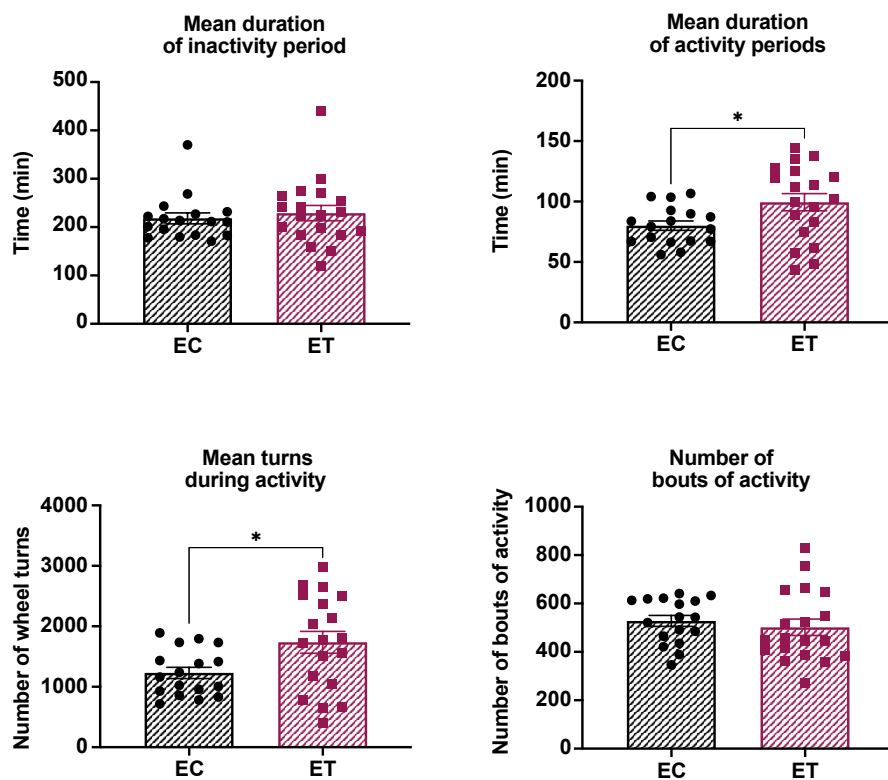 Mean duration
of inactivity period
500
400
300
200
100
0
Time (min)
EC
ET
Mean duration
of activity periods
200
150
100
50
0
Time (min)
*
EC
ET
Mean turns
during activity
4000
3000
2000
1000
0
Number of wheel turns
*
EC
ET
Number of
bouts of activity
1000
800
600
400
200
0
Number of bouts of activity
EC
ET